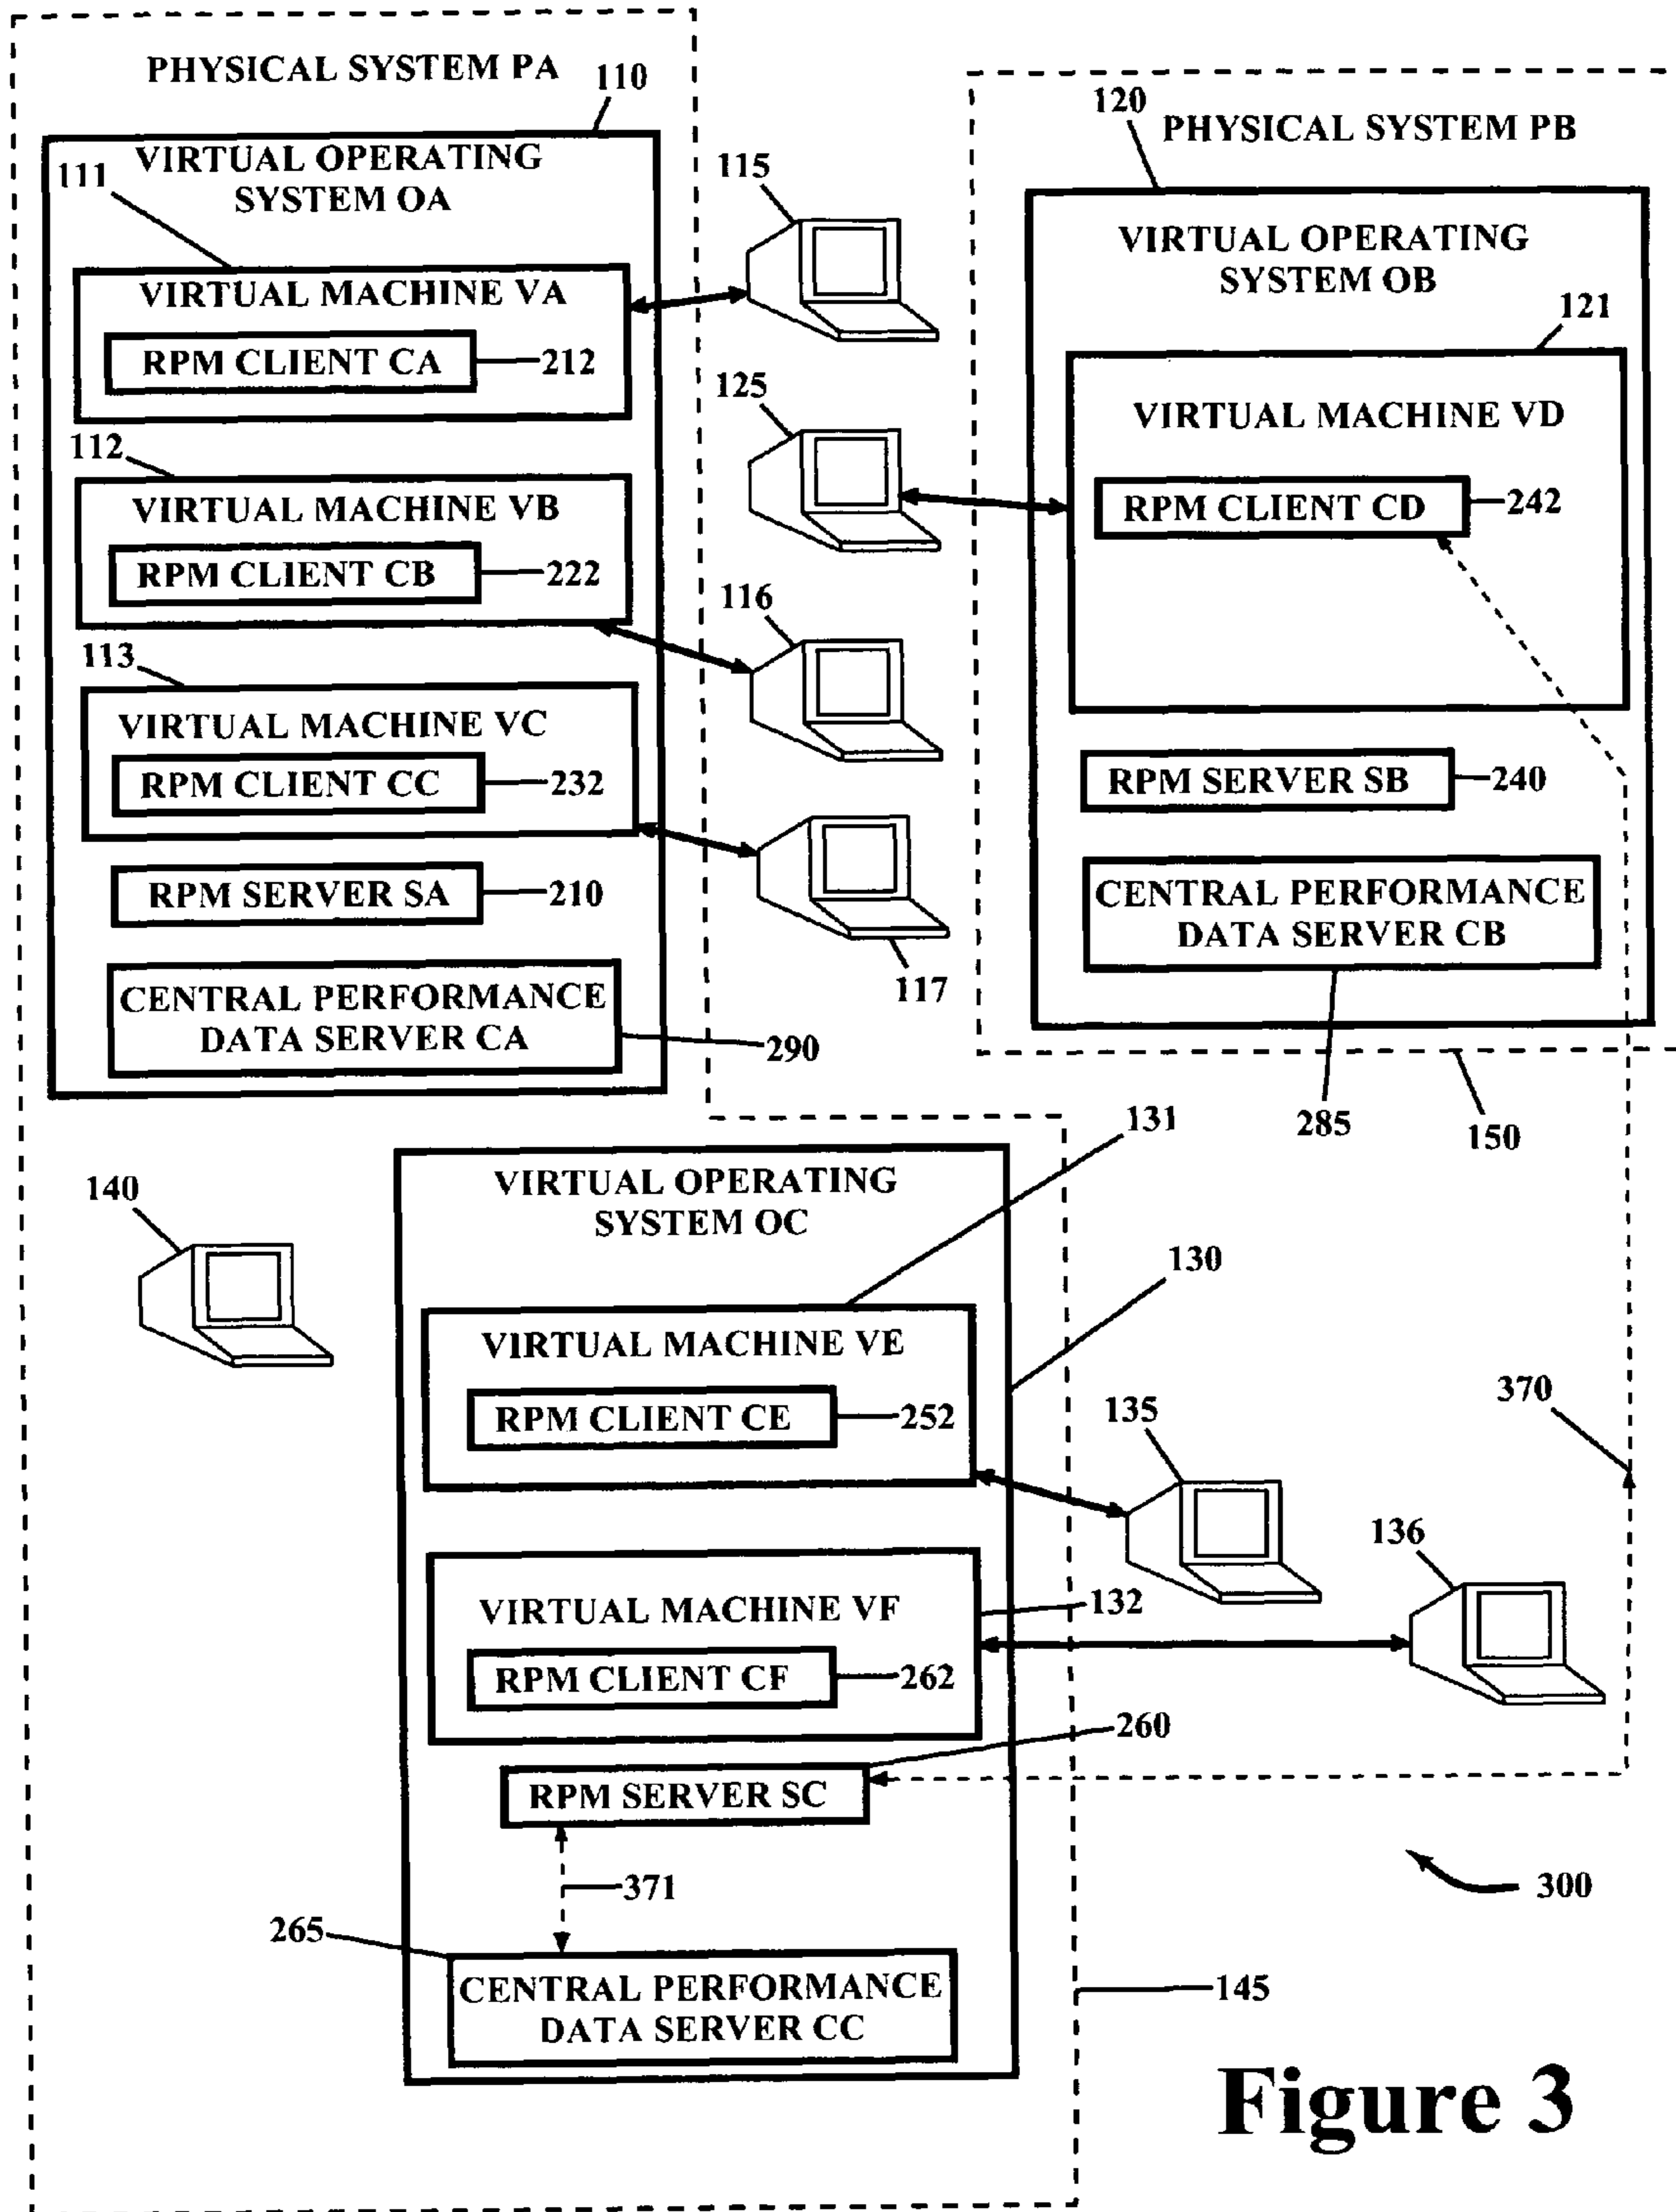 PHYSICAL SYSTEM PA
110
VIRTUAL OPERATING
SYSTEM OA
111
VIRTUAL MACHINE VA
RPM CLIENT CA
212
112
VIRTUAL MACHINE VB
RPM CLIENT CB
222
113
VIRTUAL MACHINE VC
RPM CLIENT CC
232
RPM SERVER SA
210
CENTRAL PERFORMANCE
DATA SERVER CA
290
115
125
116
117
120
PHYSICAL SYSTEM PB
VIRTUAL OPERATING
SYSTEM OB
121
VIRTUAL MACHINE VD
RPM CLIENT CD
242
RPM SERVER SB
240
CENTRAL PERFORMANCE
DATA SERVER CB
285
150
131
140
VIRTUAL OPERATING
SYSTEM OC
130
VIRTUAL MACHINE VE
RPM CLIENT CE
252
135
370
136
VIRTUAL MACHINE VF
132
RPM CLIENT CF
262
260
RPM SERVER SC
371
300
265
CENTRAL PERFORMANCE
DATA SERVER CC
145
Figure 3